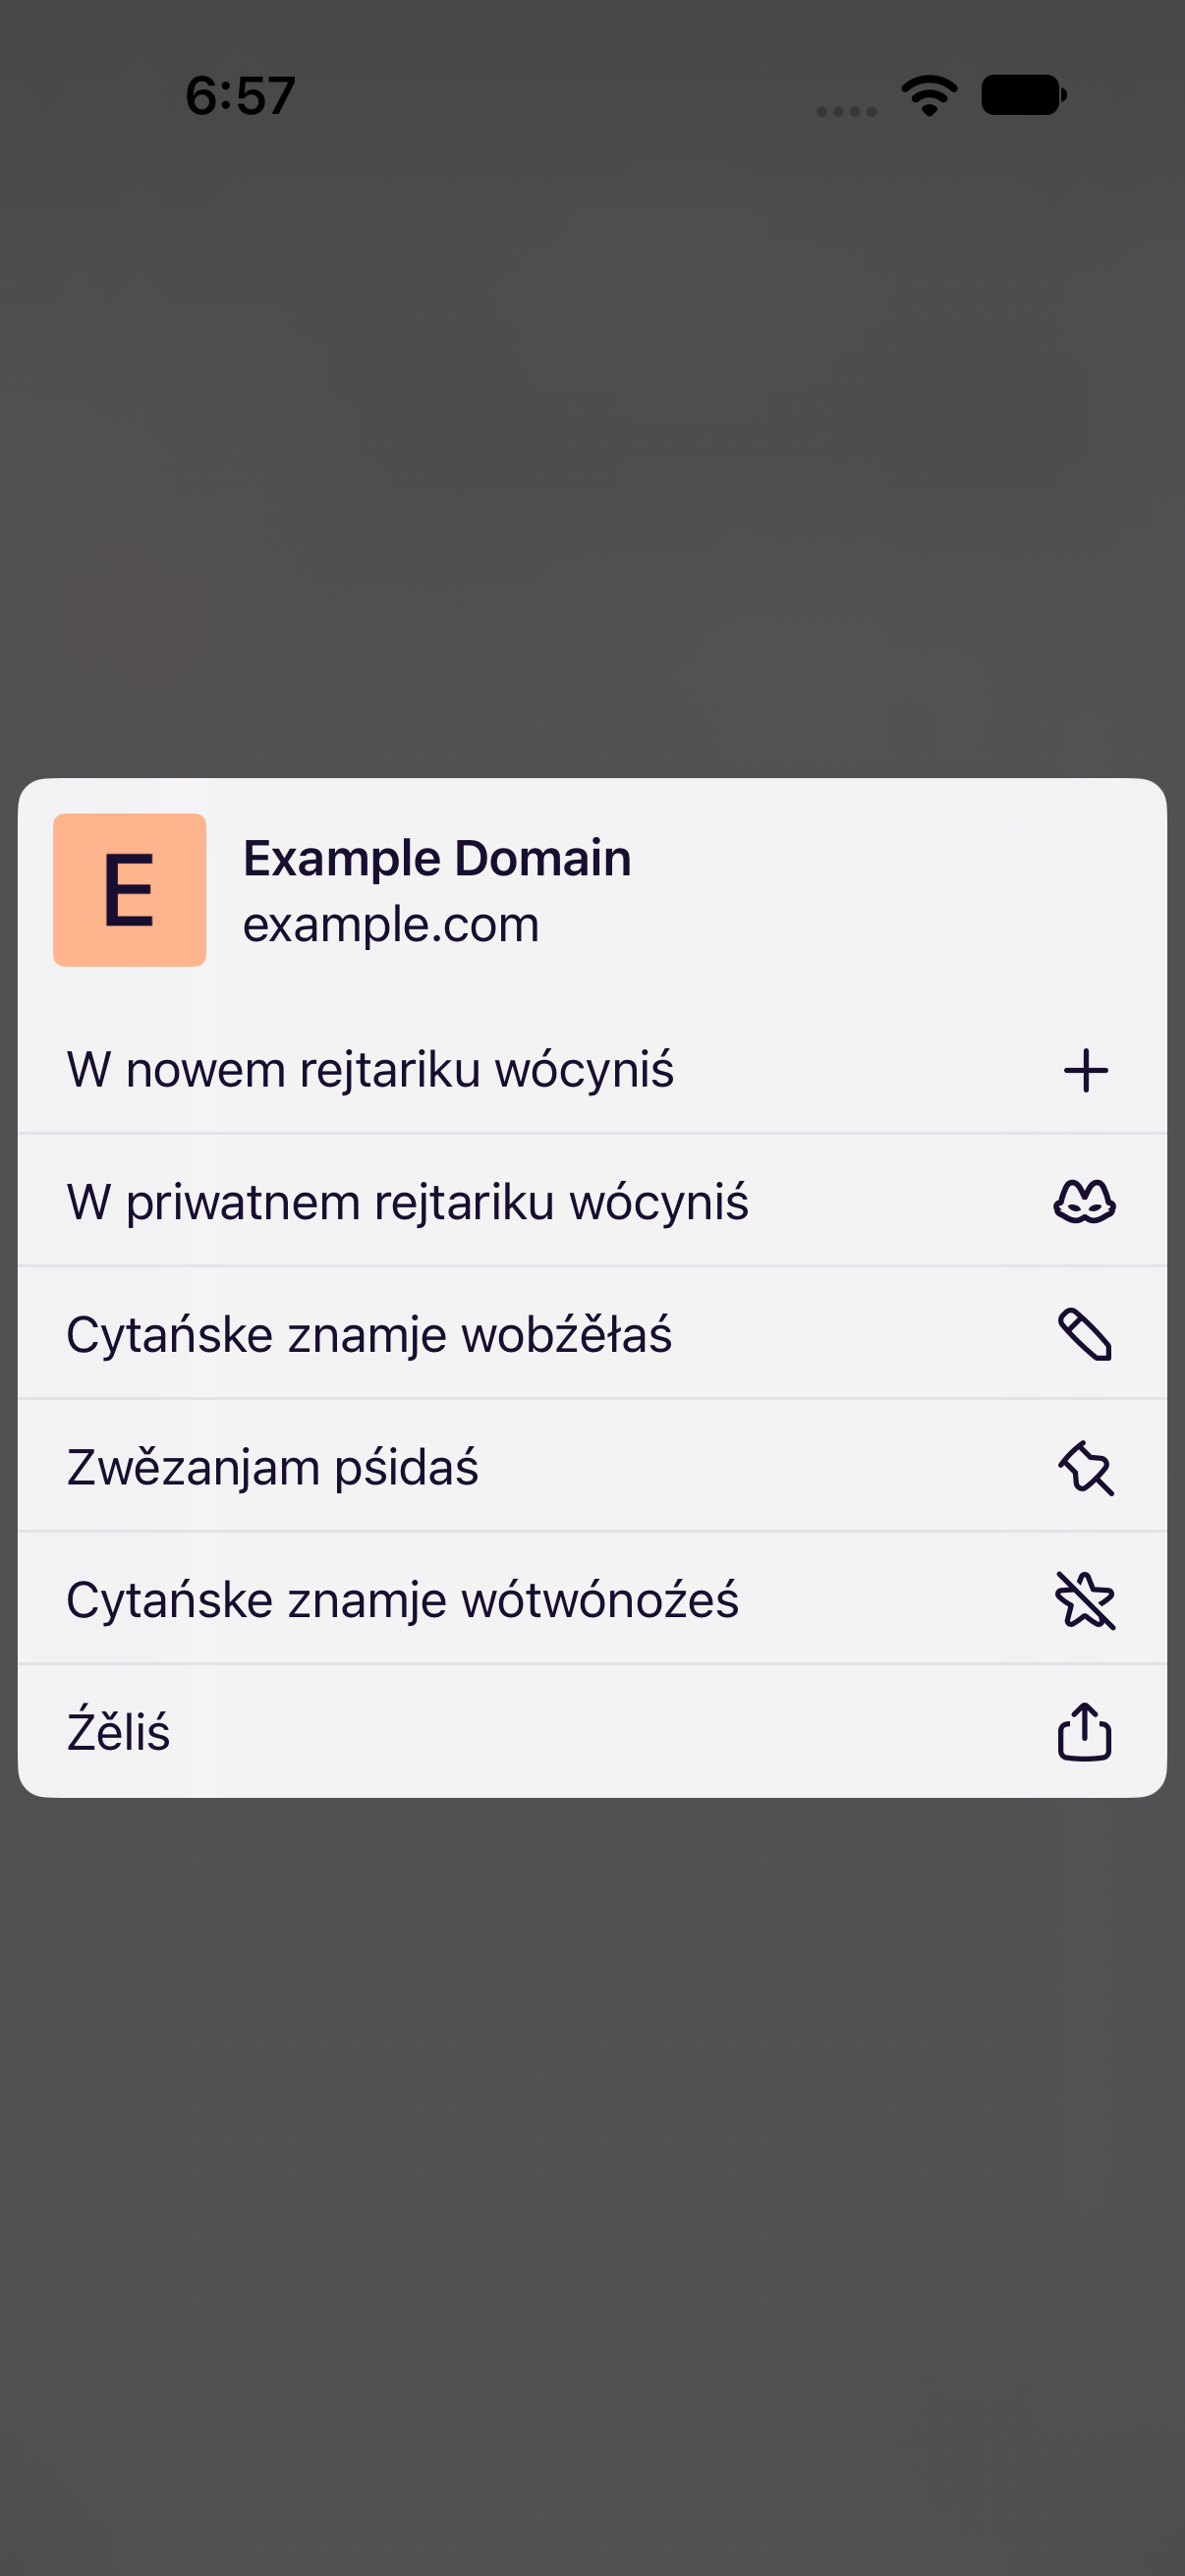 6:57
E
Example Domain
example.com
W nowem rejtariku wócyniś
W priwatnem rejtariku wócyniś
Cytańske znamje wobźěłaś
Zwězanjam pśidaś
Cytańske znamje wótwónoźeś
Źěliś